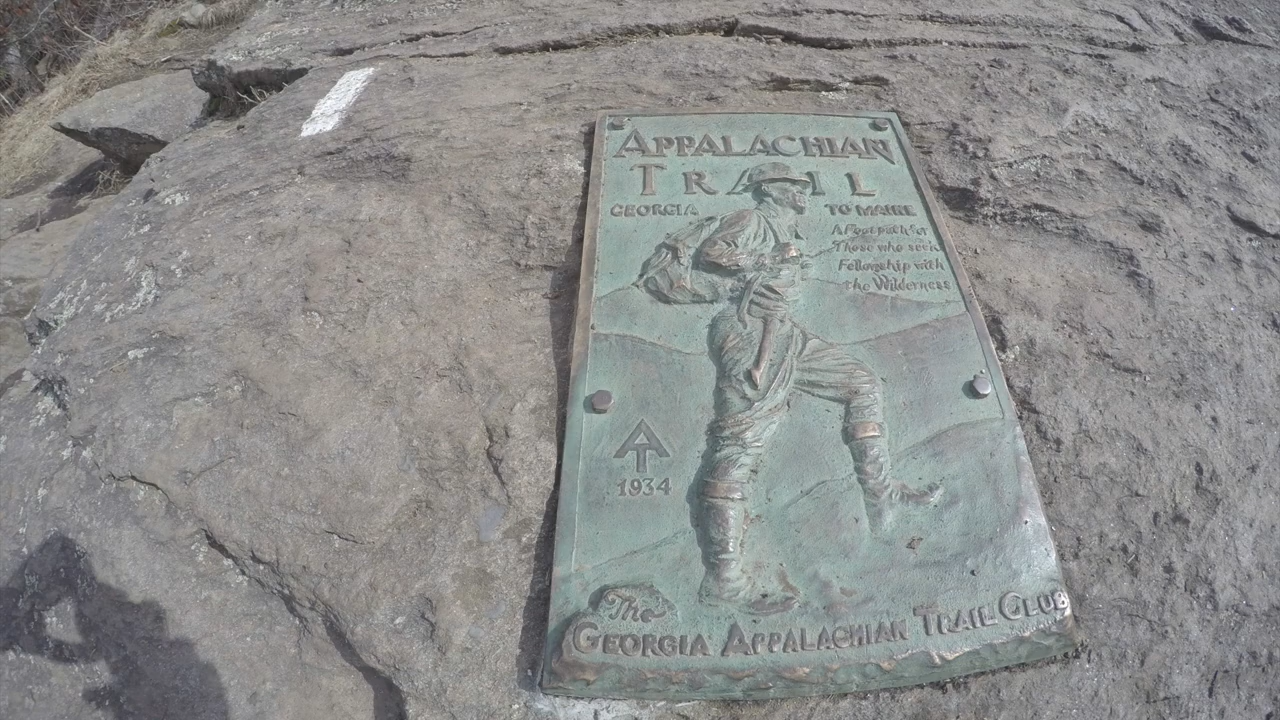 APPALACHIAN
TRAIL
GEORGIA TO MAINE
A Footpath for
Those who seek
Fellowship with
the Wilderness
AT
1934
The
GEORGIA APPALACHIAN TRAIL CLUB